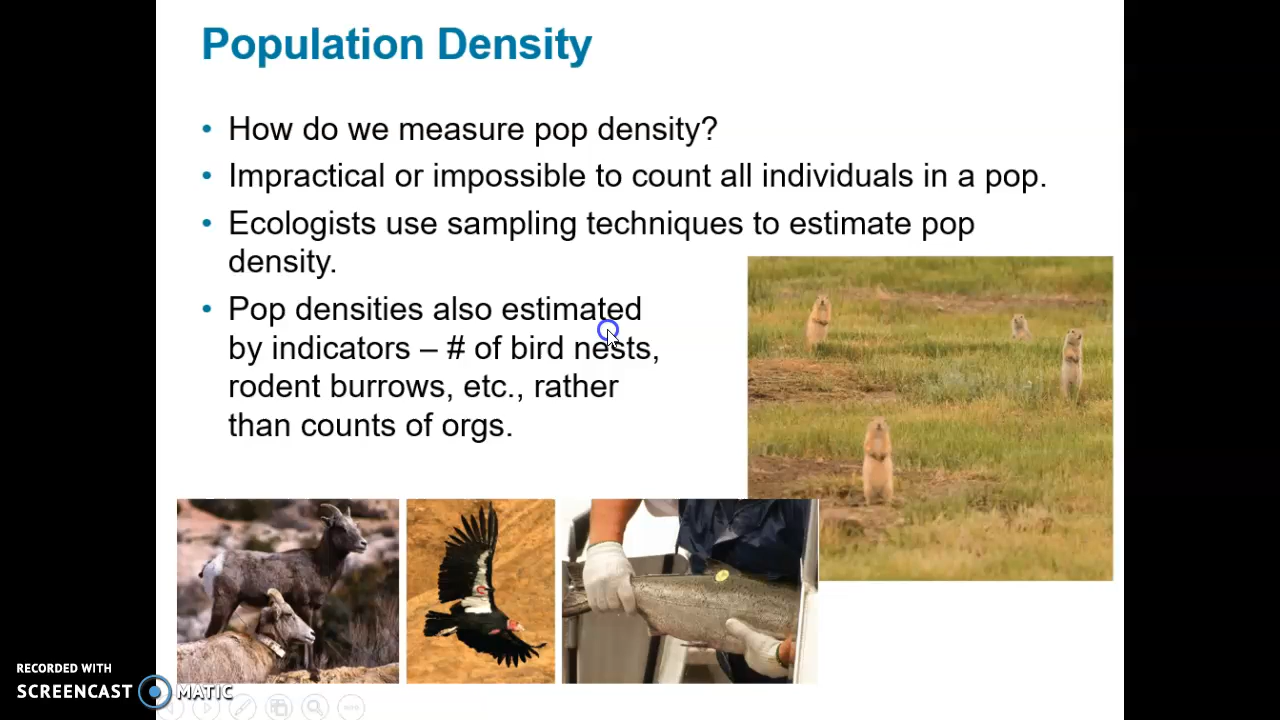 Population Density
• How do we measure pop density?
• Impractical or impossible to count all individuals in a pop.
• Ecologists use sampling techniques to estimate pop
density.
• Pop densities also estimated
by indicators – # of bird nests,
rodent burrows, etc., rather
than counts of orgs.
RECORDED WITH
SCREENCAST MATIC